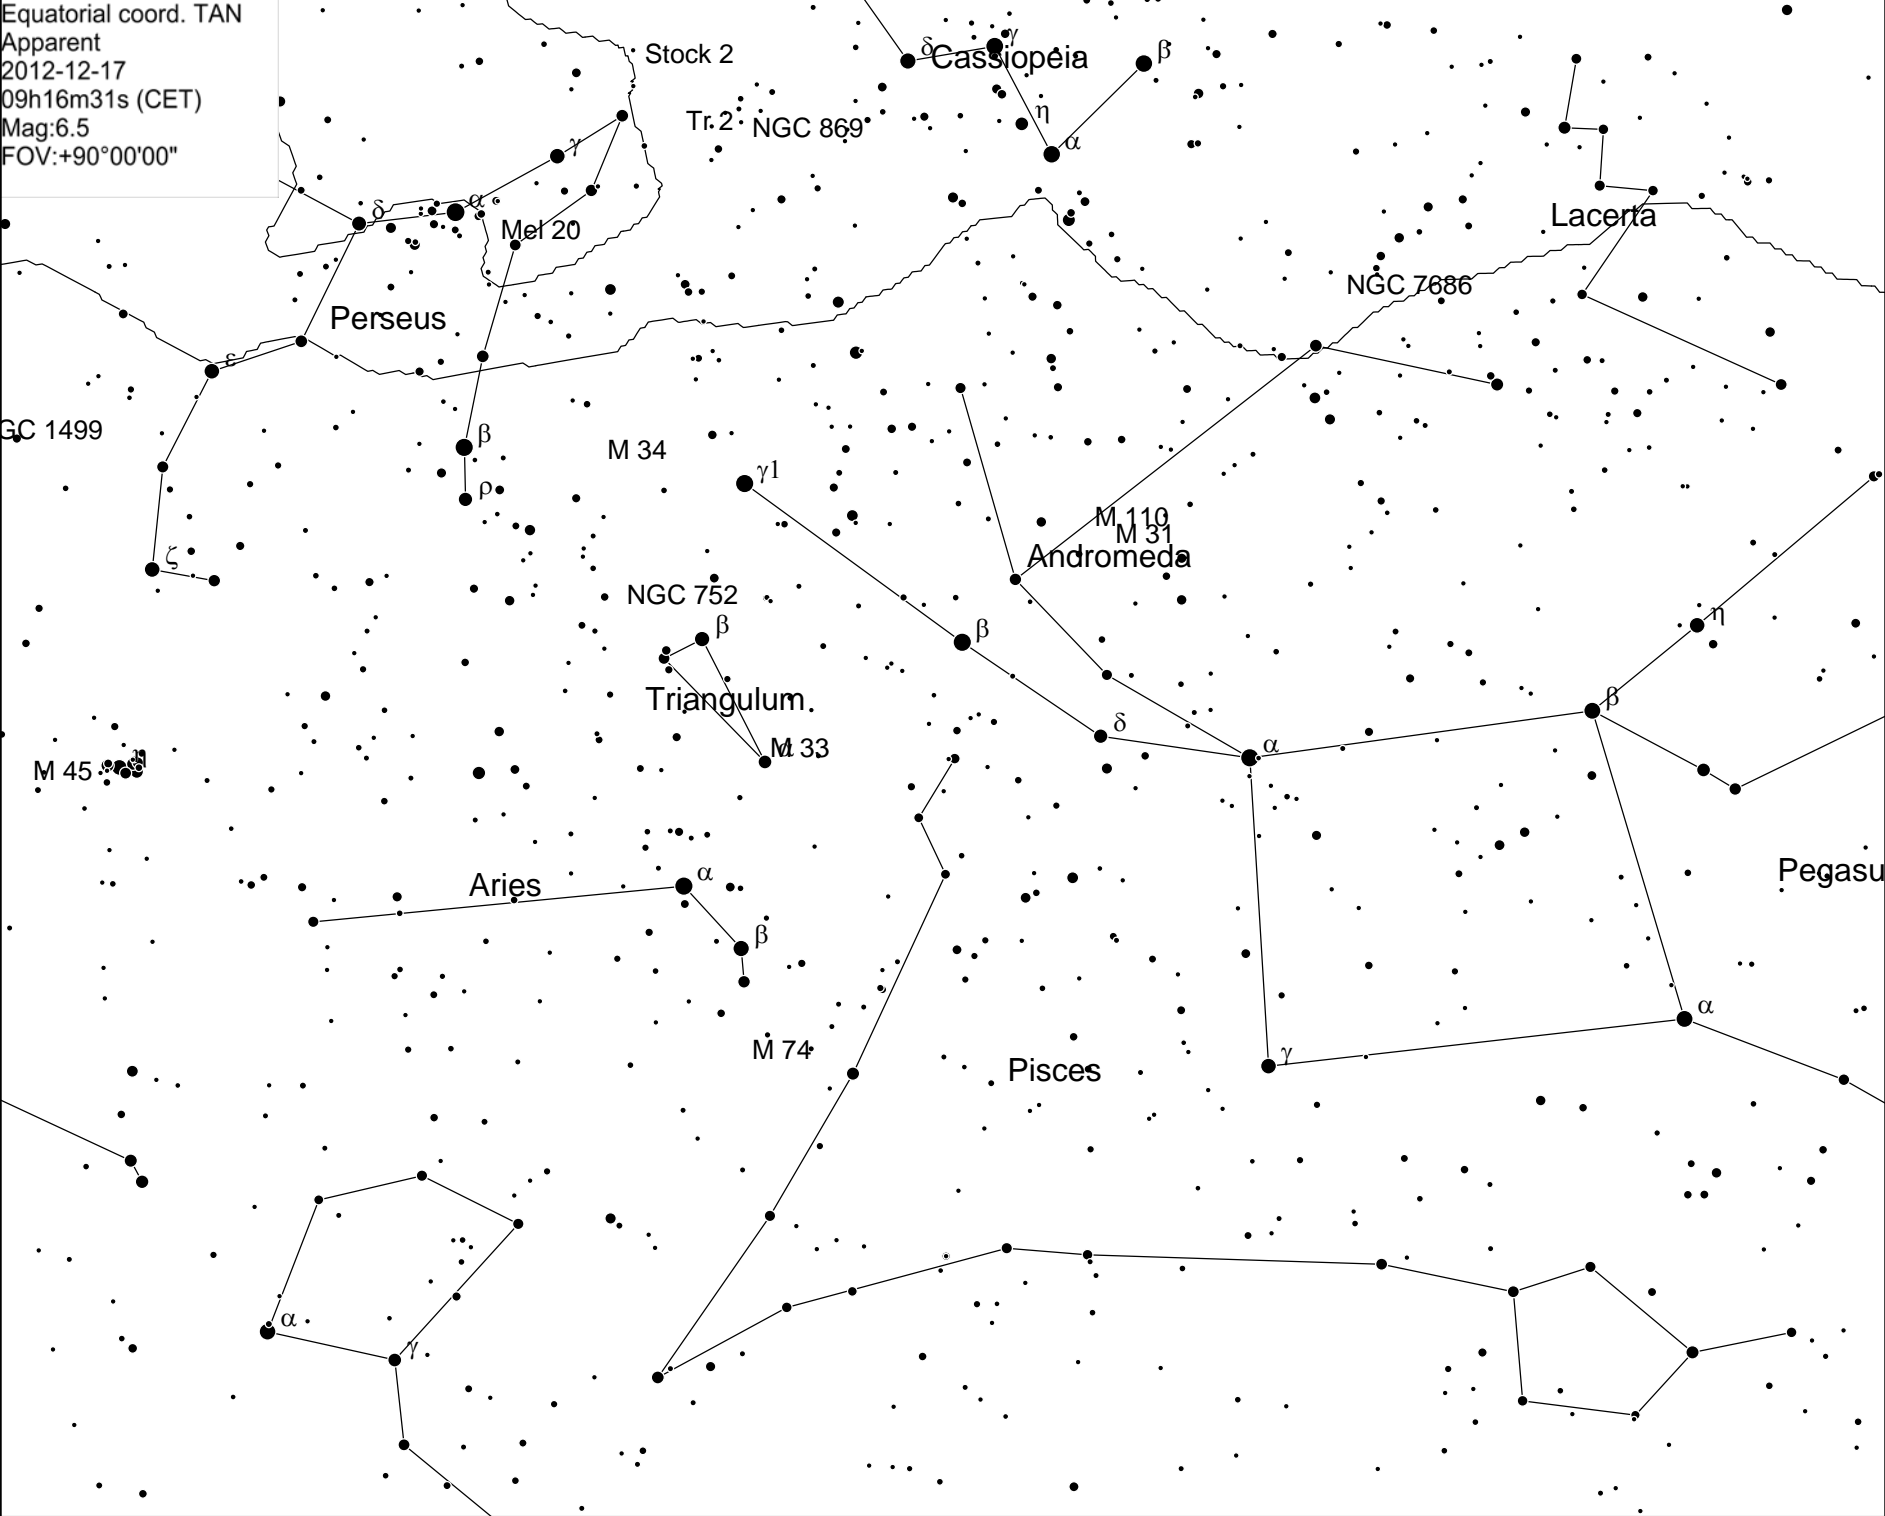 Equatorial coord. TAN
Apparent
2012-12-17
09h16m31s (CET)
Mag:6.5
FOV:+90°00'00"
Stock 2
δ
γ
Cassiopeia
β
Tr.2
NGC 869
η
α
γ
δ
α
Mel 20
Lacerta
NGC 7686
Perseus
ε
GC 1499
β
M 34
γ1
ρ
M 110
M 31
Andromeda
ζ
NGC 752
β
β
η
Triangulum
β
δ
α
M 33
α
η
M 45
Aries
α
Pegasu
β
α
M 74
Pisces
γ
α
γ